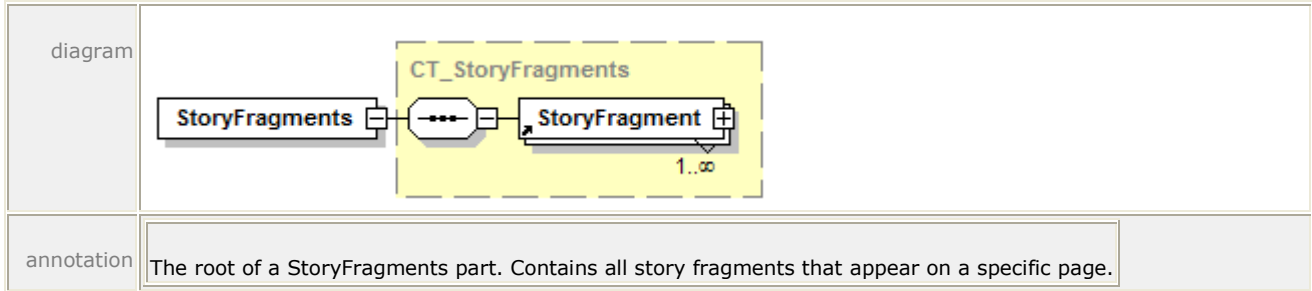 diagram
CT_StoryFragments
StoryFragments
StoryFragment
1..∞
annotation
The root of a StoryFragments part. Contains all story fragments that appear on a specific page.